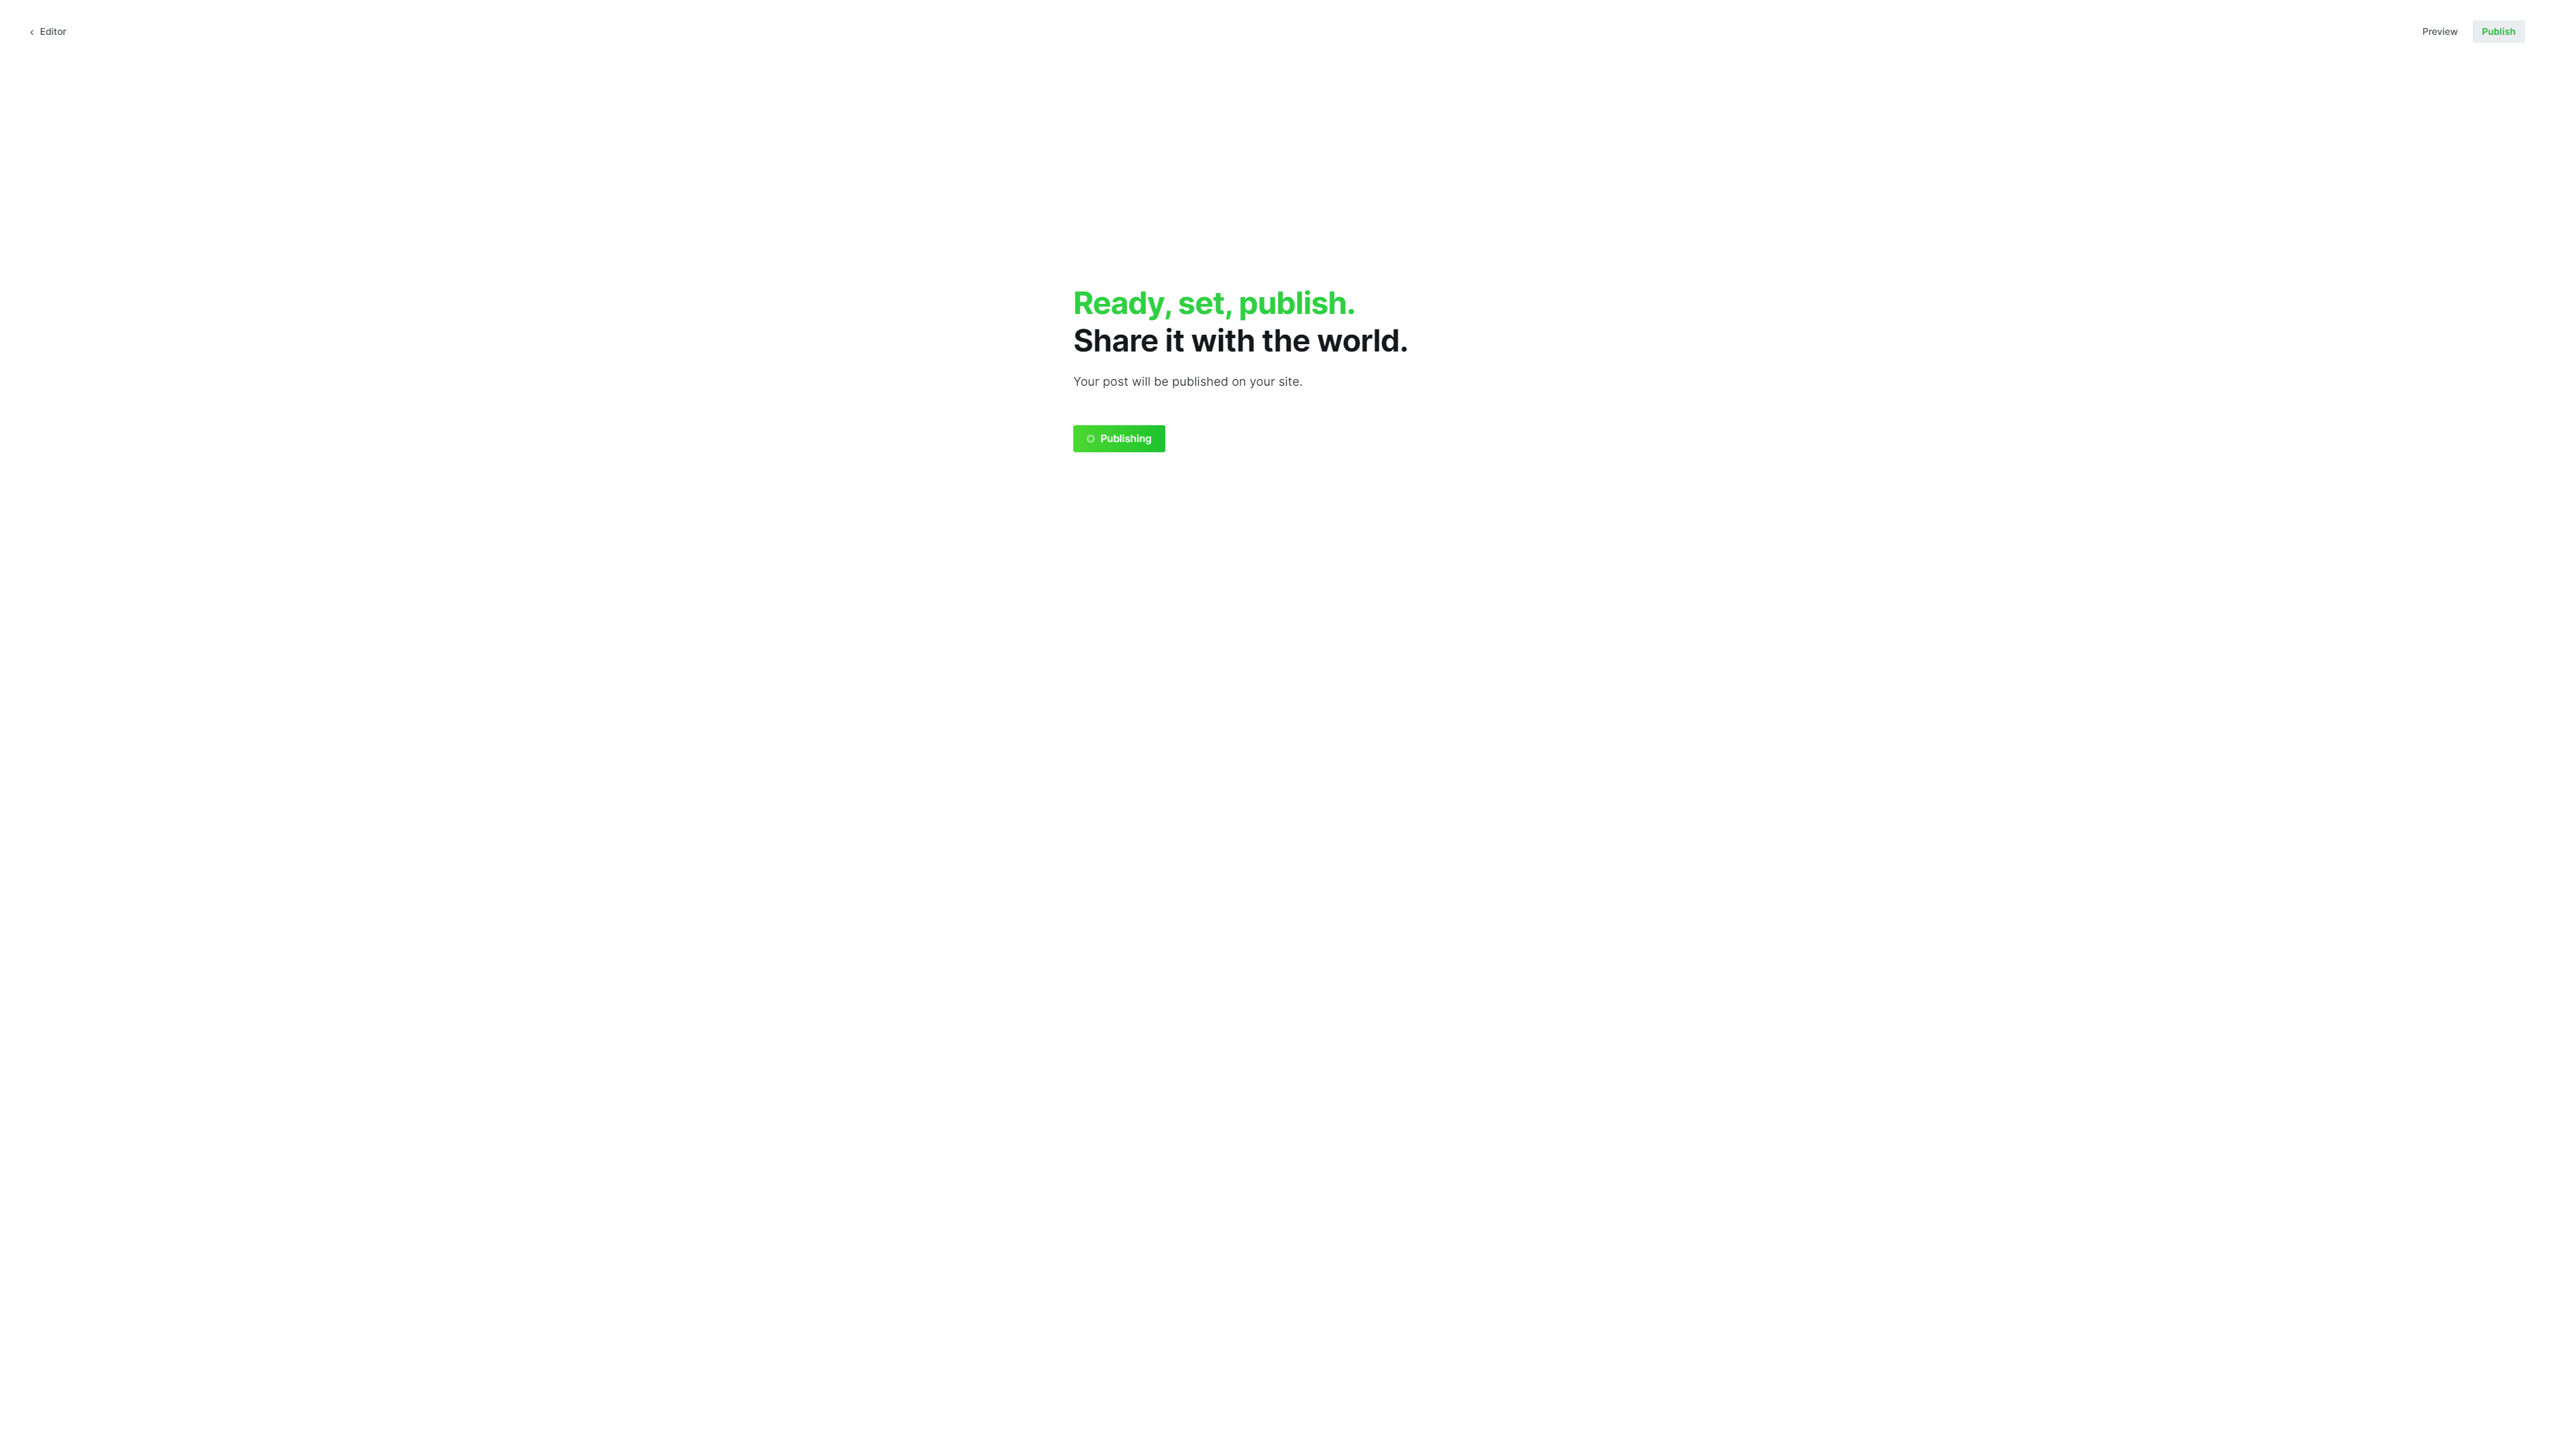 Editor
Preview
Publish
Ready, set, publish.
Share it with the world.
Your post will be published on your site.
Publishing